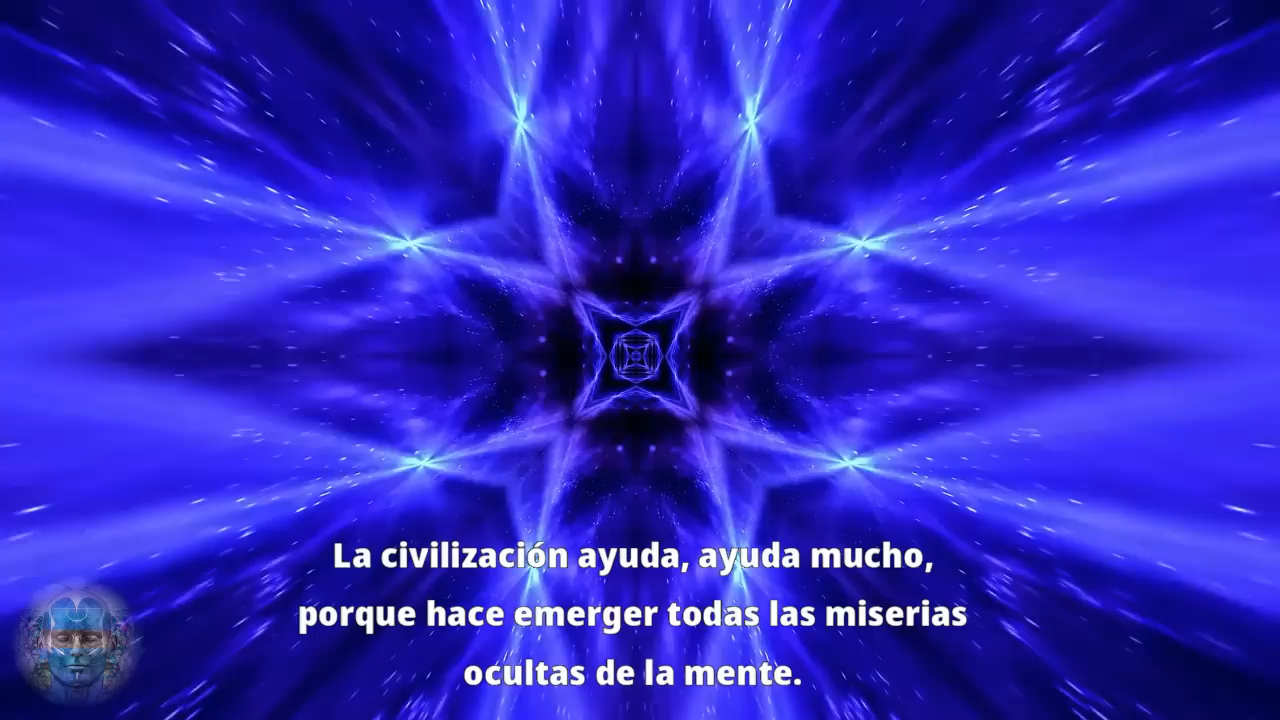 La civilización ayuda, ayuda mucho,
porque hace emerger todas las miserias
ocultas de la mente.